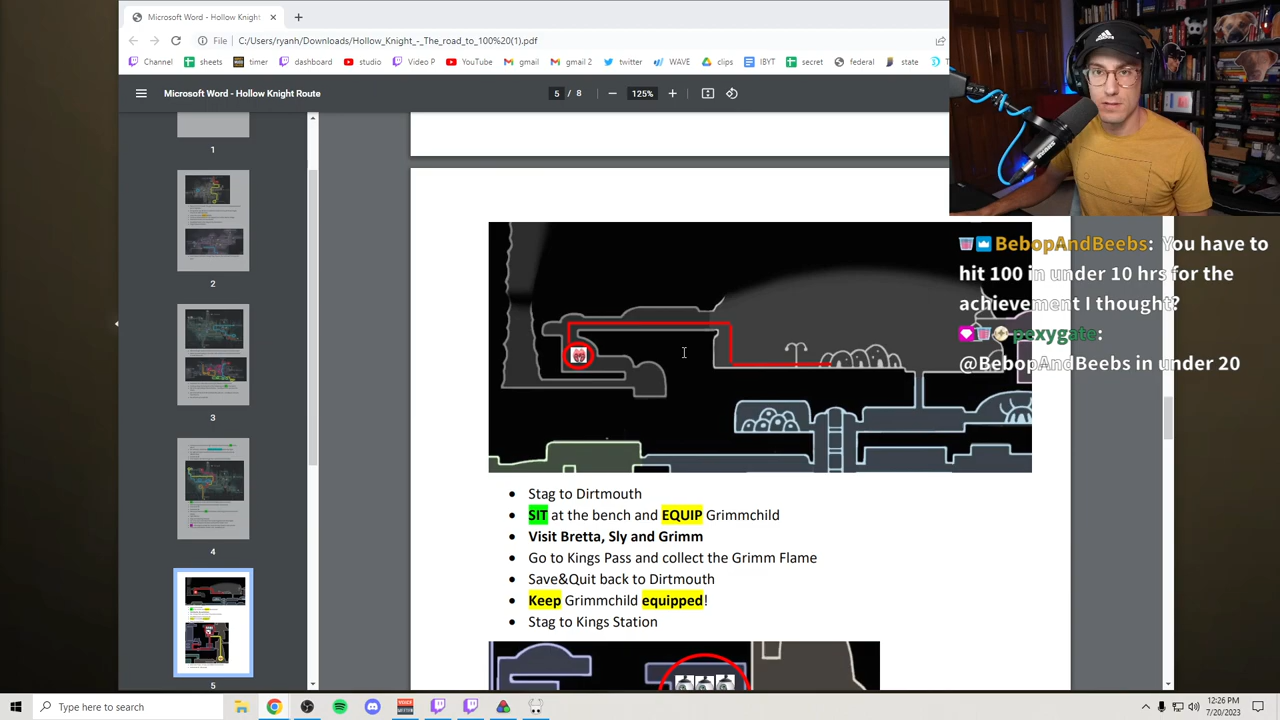 Microsoft Word - Hollow Knight
File
C:/Users/ryanh/Downloads/Hollow_Knight_-_The_road_to_100%20(1).pdf
Channel
sheets
timer
dashboard
studio
Video P
YouTube
gmail
gmail 2
twitter
WAVE
clips
IBYT
secret
federal
state
Microsoft Word - Hollow Knight Route
5 / 8
125%
1
2
3
4
5
BebopAndBeebs: You have to
hit 100 in under 10 hrs for the
achievement I thought?
pexygate:
@BebopAndBeebs in under 20
• Stag to Dirtmouth
• SIT at the bench and EQUIP Grimmchild
• Visit Bretta, Sly and Grimm
• Go to Kings Pass and collect the Grimm Flame
• Save&Quit back to Dirtmouth
• Keep Grimmchild equipped!
• Stag to Kings Station
Type here to search
12:26 PM
7/20/2023